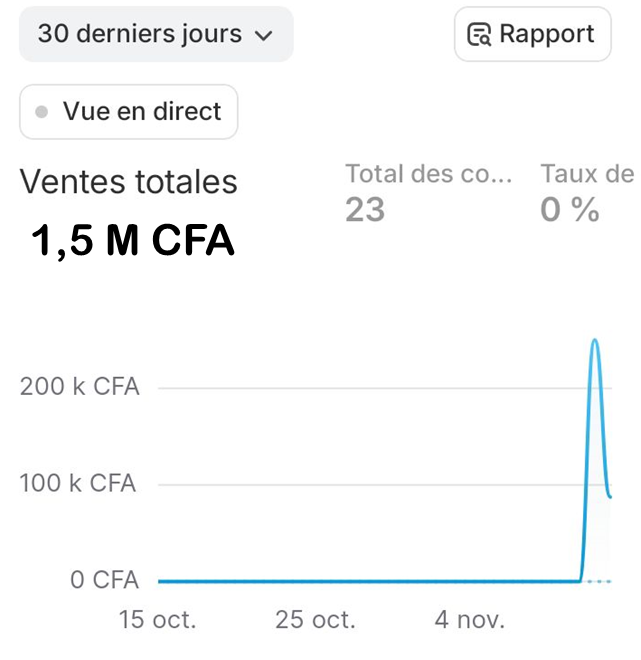 30 derniers jours
Rapport
Vue en direct
Ventes totales
1,5 M CFA
Total des co...
23
Taux de
0 %
200 k CFA
100 k CFA
0 CFA
15 oct.
25 oct.
4 nov.